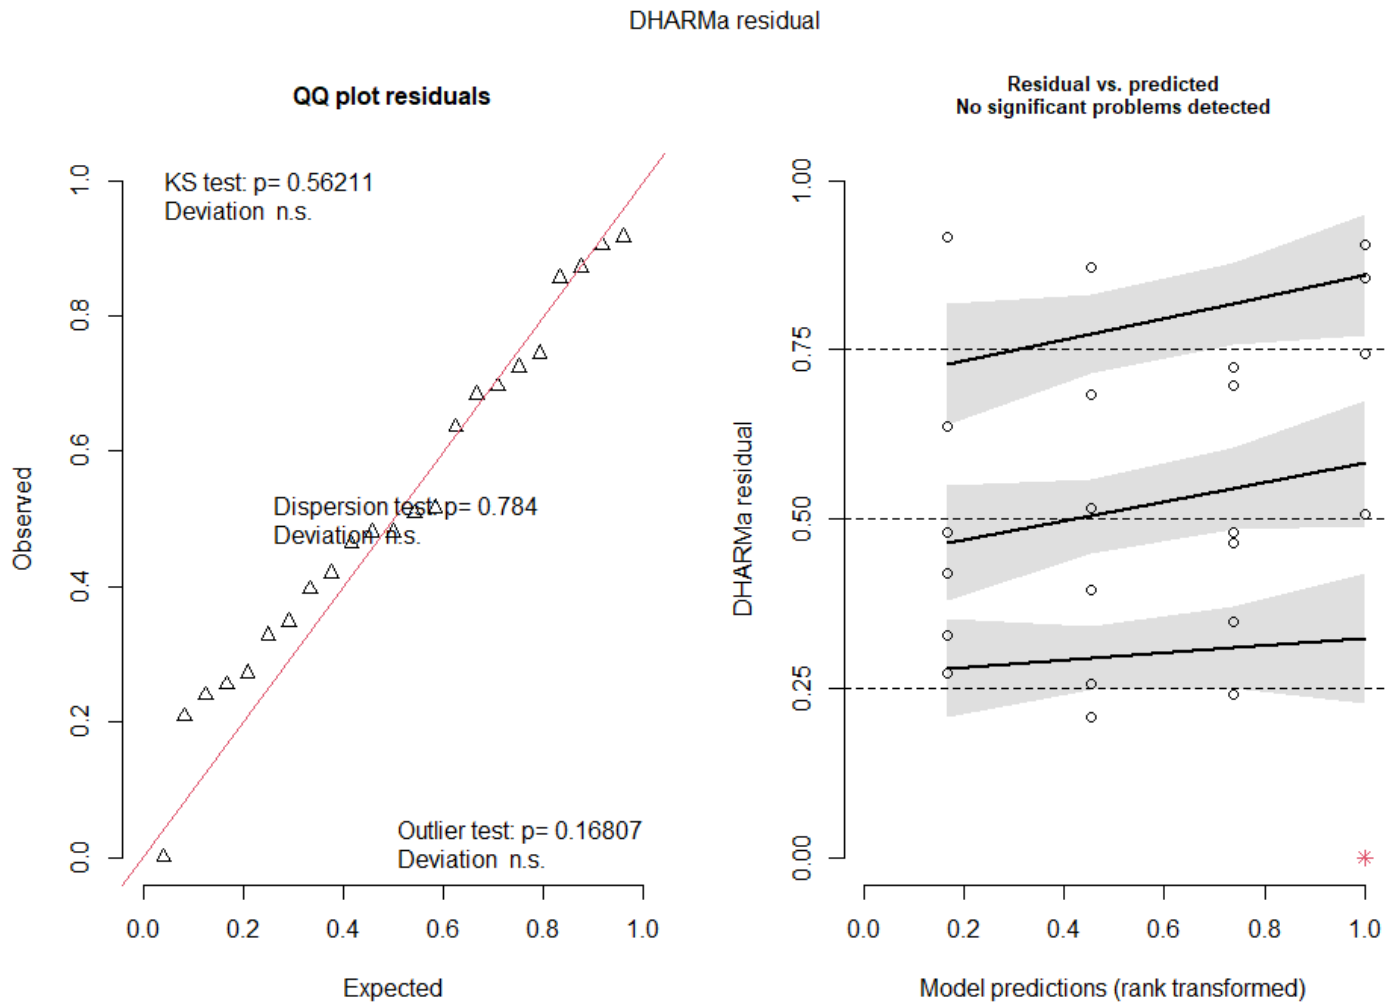 DHARMa residual
QQ plot residuals
KS test: p= 0.56211
Deviation n.s.
Dispersion test: p= 0.784
Deviation n.s.
Outlier test: p= 0.16807
Deviation n.s.
Observed
0.0 0.2 0.4 0.6 0.8 1.0
0.0 0.2 0.4 0.6 0.8 1.0
Expected
Residual vs. predicted
No significant problems detected
DHARMa residual
0.00 0.25 0.50 0.75 1.00
0.0 0.2 0.4 0.6 0.8 1.0
Model predictions (rank transformed)